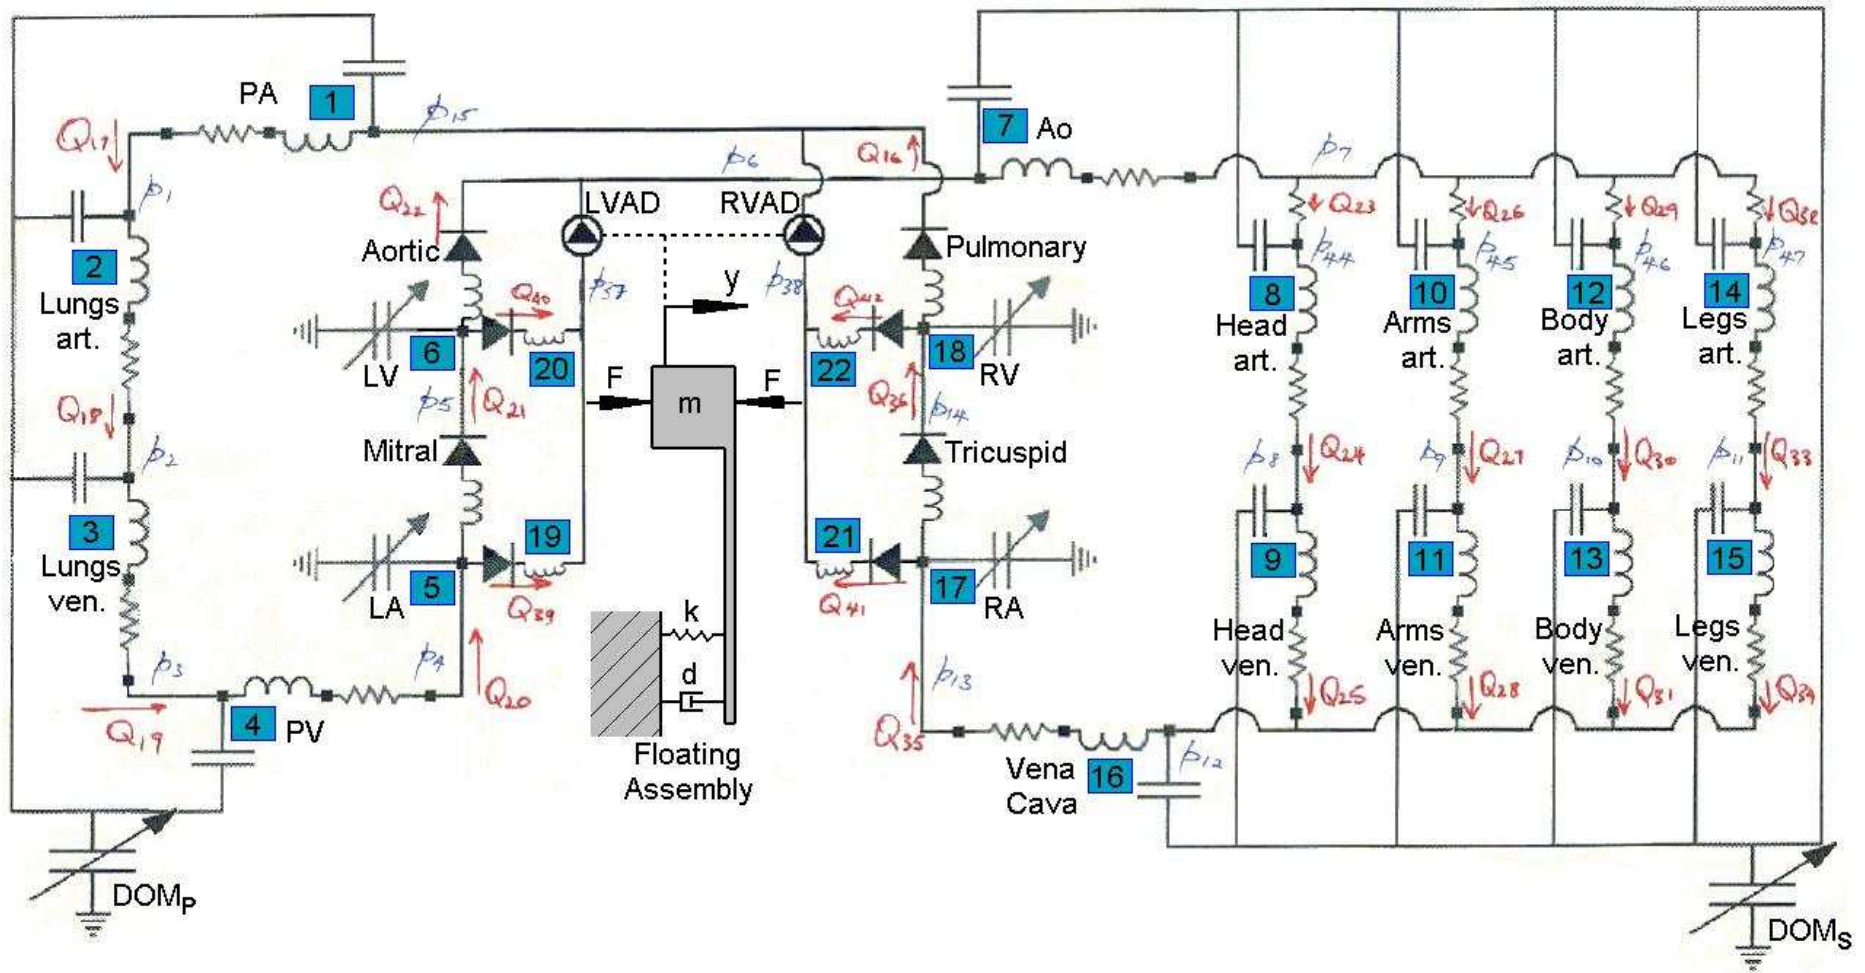 PA
1
p15
7
Ao
Q17
p6
Q16
p7
p1
Q22
LVAD
RVAD
Q23
Q26
Q29
Q32
Aortic
Pulmonary
p44
p45
p46
p47
2
Lungs
art.
p37
y
p38
8
Head
art.
10
Arms
art.
12
Body
art.
14
Legs
art.
Q40
Q42
6
LV
20
22
18
RV
F
m
F
Q18
p5
Q21
Q36
p14
p2
Mitral
Tricuspid
p8
Q24
p9
Q27
p10
Q30
p11
Q33
3
Lungs
ven.
19
21
9
11
13
15
5
LA
17
RA
Q39
k
Q41
Head
ven.
Arms
ven.
Body
ven.
Legs
ven.
p3
p4
d
p13
Q20
Q25
Q28
Q31
Q34
Q19
4
PV
Floating
Assembly
Q35
Vena
Cava
16
p12
DOMP
DOMS